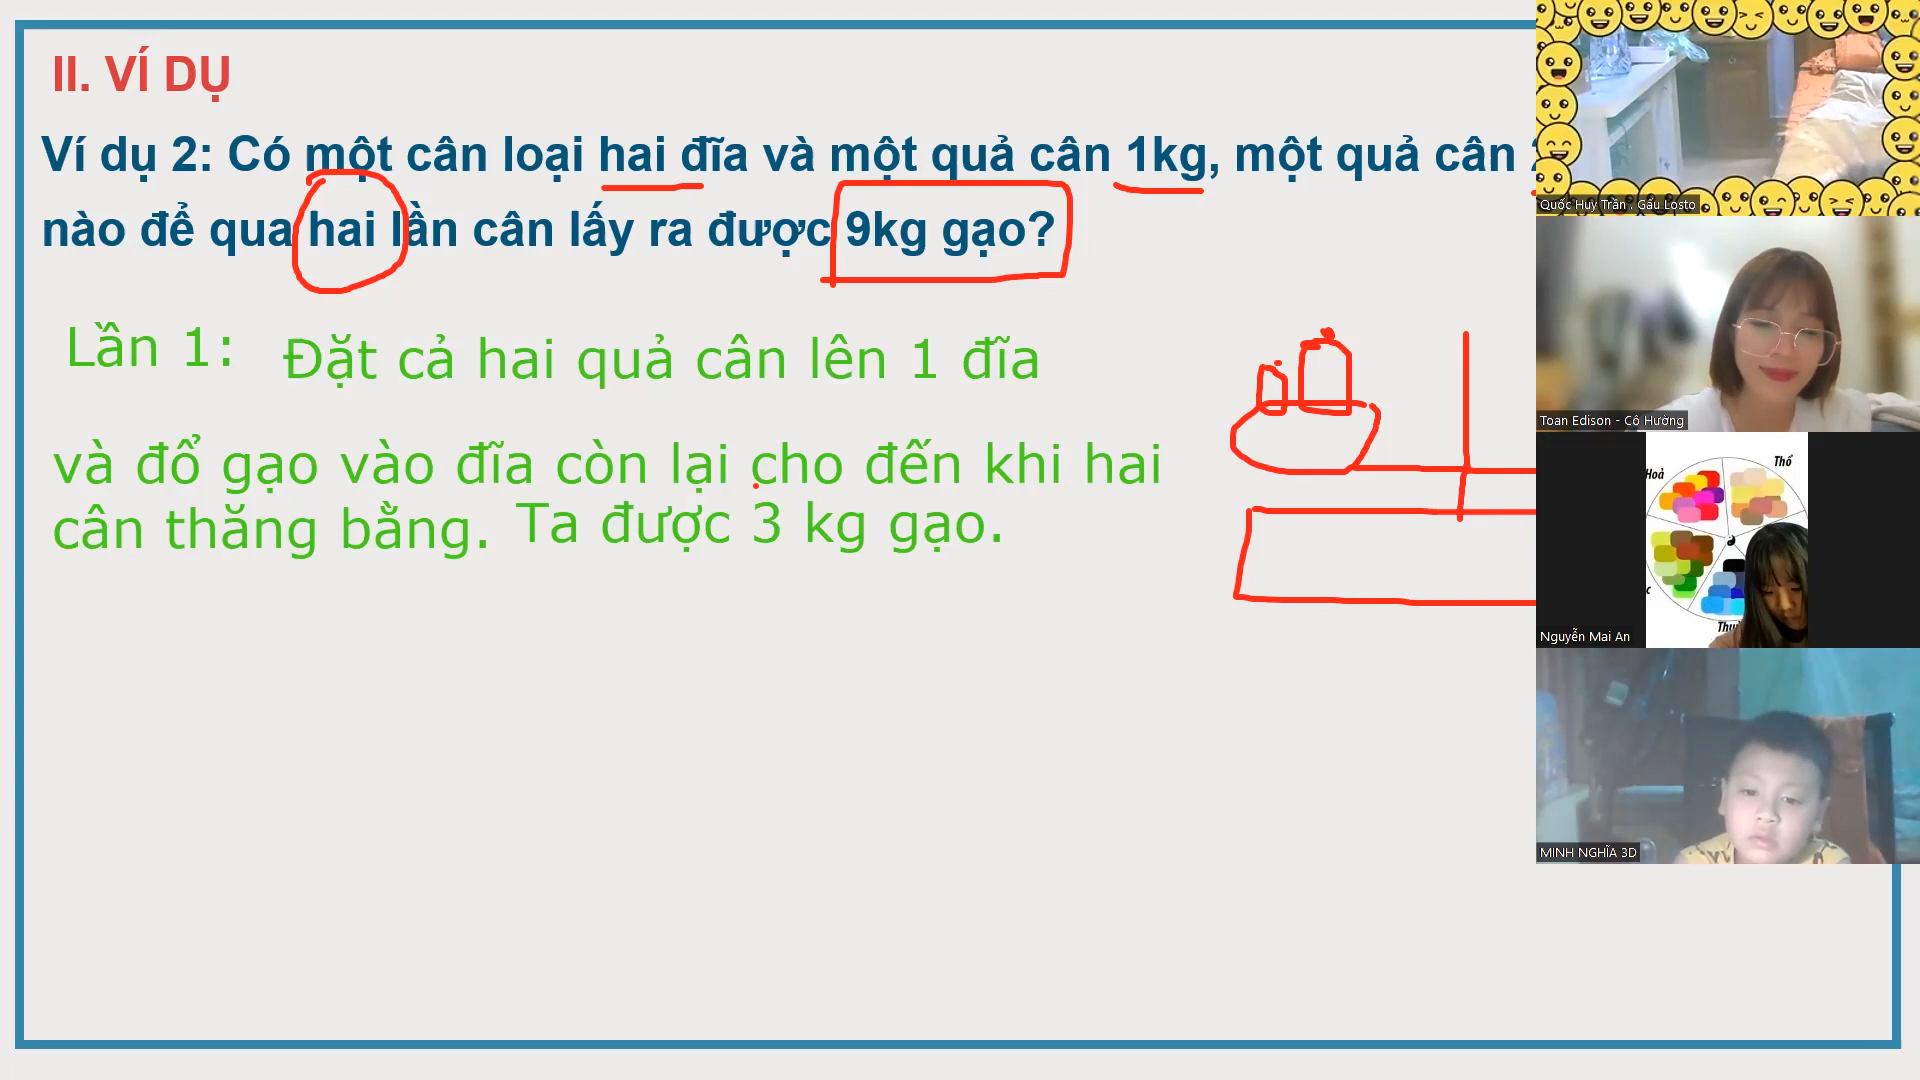 II. VÍ DỤ
Ví dụ 2: Có một cân loại hai đĩa và một quả cân 1kg, một quả cân
nào để qua hai lần cân lấy ra được 9kg gạo?
Lần 1: Đặt cả hai quả cân lên 1 đĩa
và đổ gạo vào đĩa còn lại cho đến khi hai
cân thăng bằng. Ta được 3 kg gạo.
Quốc Huy Trần . Gấu Losto
Toan Edison - Cô Hường
Hoả
Thổ
Nguyễn Mai An
MINH NGHĨA 3D